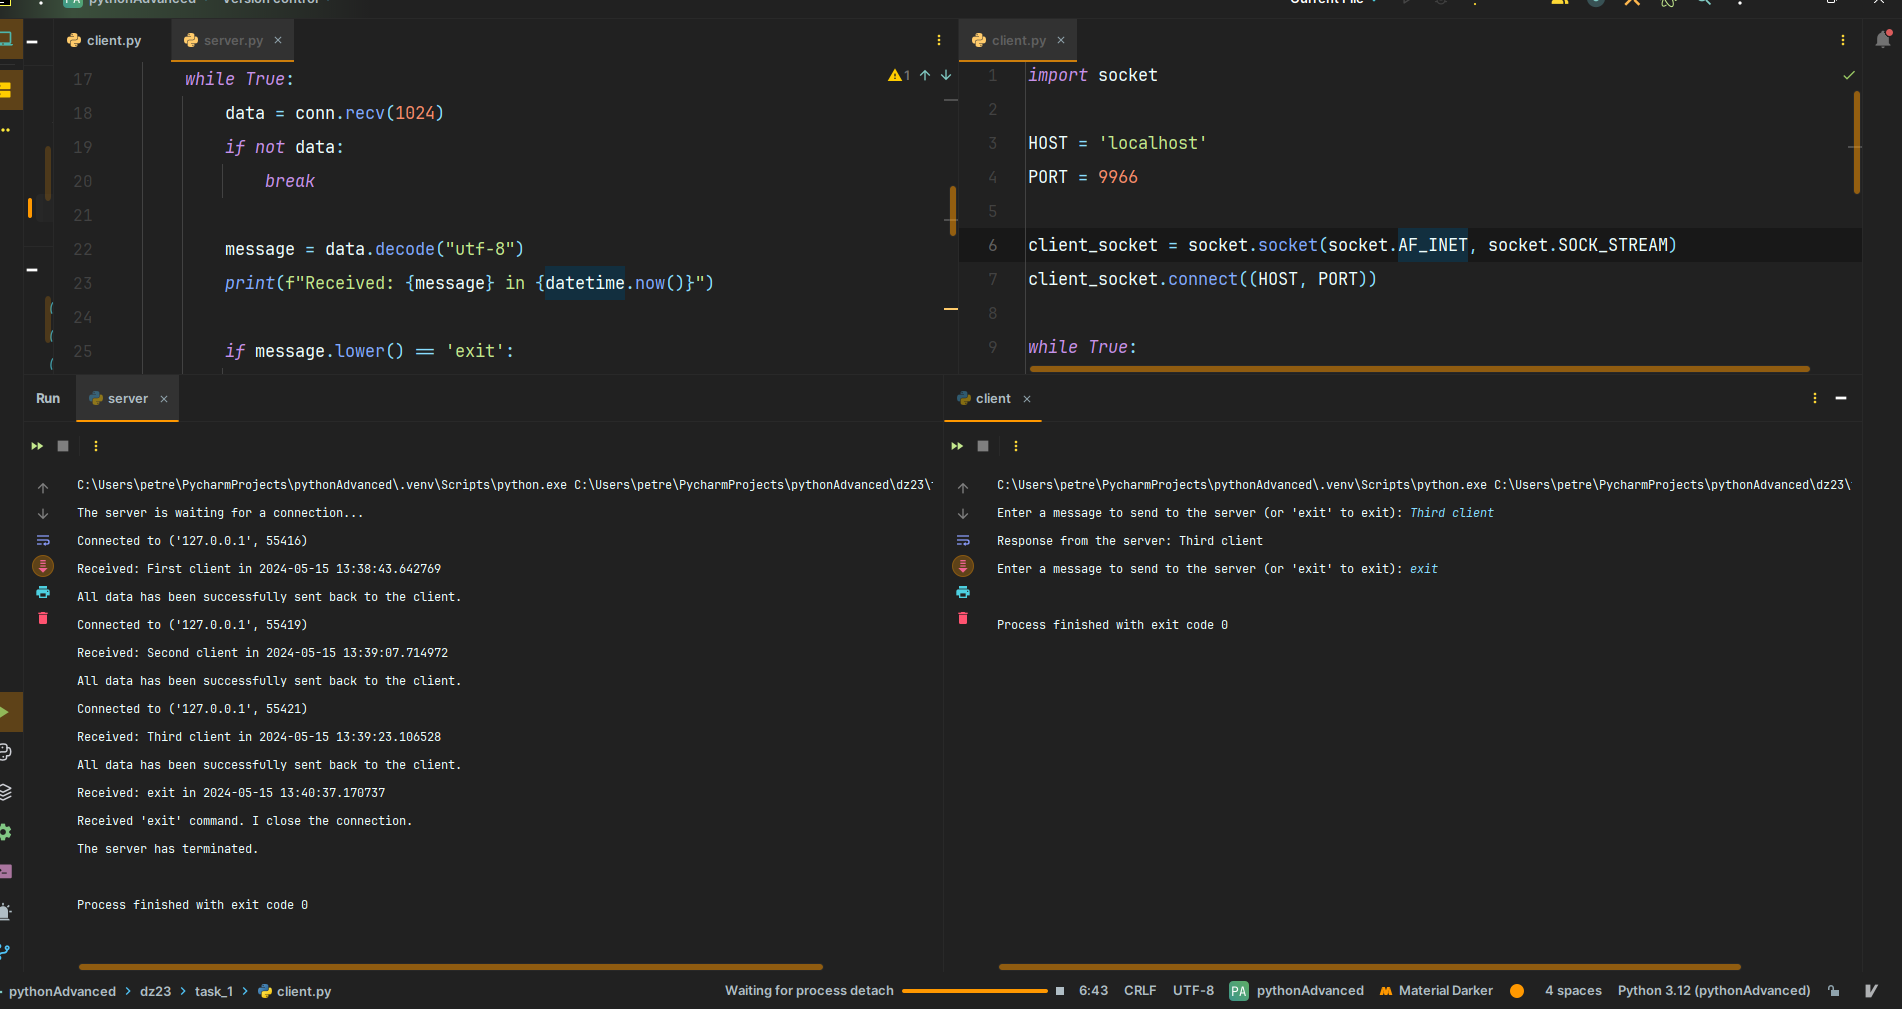 PA pythonAdvanced Version control
Current File
client.py
server.py
17 while True:
18 data = conn.recv(1024)
19 if not data:
20 break
21
22 message = data.decode("utf-8")
23 print(f"Received: {message} in {datetime.now()}")
24
25 if message.lower() == 'exit':
1
client.py
1 import socket
2
3 HOST = 'localhost'
4 PORT = 9966
5
6 client_socket = socket.socket(socket.AF_INET, socket.SOCK_STREAM)
7 client_socket.connect((HOST, PORT))
8
9 while True:
Run server
C:\Users\petre\PycharmProjects\pythonAdvanced\.venv\Scripts\python.exe C:\Users\petre\PycharmProjects\pythonAdvanced\dz23\
The server is waiting for a connection...
Connected to ('127.0.0.1', 55416)
Received: First client in 2024-05-15 13:38:43.642769
All data has been successfully sent back to the client.
Connected to ('127.0.0.1', 55419)
Received: Second client in 2024-05-15 13:39:07.714972
All data has been successfully sent back to the client.
Connected to ('127.0.0.1', 55421)
Received: Third client in 2024-05-15 13:39:23.106528
All data has been successfully sent back to the client.
Received: exit in 2024-05-15 13:40:37.170737
Received 'exit' command. I close the connection.
The server has terminated.
Process finished with exit code 0
client
C:\Users\petre\PycharmProjects\pythonAdvanced\.venv\Scripts\python.exe C:\Users\petre\PycharmProjects\pythonAdvanced\dz23\
Enter a message to send to the server (or 'exit' to exit): Third client
Response from the server: Third client
Enter a message to send to the server (or 'exit' to exit): exit
Process finished with exit code 0
pythonAdvanced > dz23 > task_1 > client.py
Waiting for process detach
6:43 CRLF UTF-8 PA pythonAdvanced Material Darker 4 spaces Python 3.12 (pythonAdvanced)